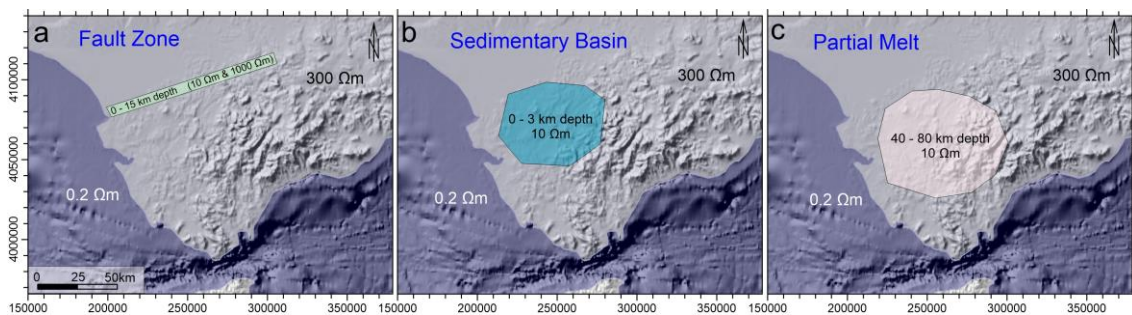 a
Fault Zone
N
0 - 15 km depth (10 Ωm & 1000 Ωm)
300 Ωm
0.2 Ωm
0 25 50km
4100000
4050000
4000000
150000 200000 250000 300000 350000
b
Sedimentary Basin
N
300 Ωm
0 - 3 km depth
10 Ωm
0.2 Ωm
150000 200000 250000 300000 350000
c
Partial Melt
N
300 Ωm
40 - 80 km depth
10 Ωm
0.2 Ωm
200000 250000 300000 350000